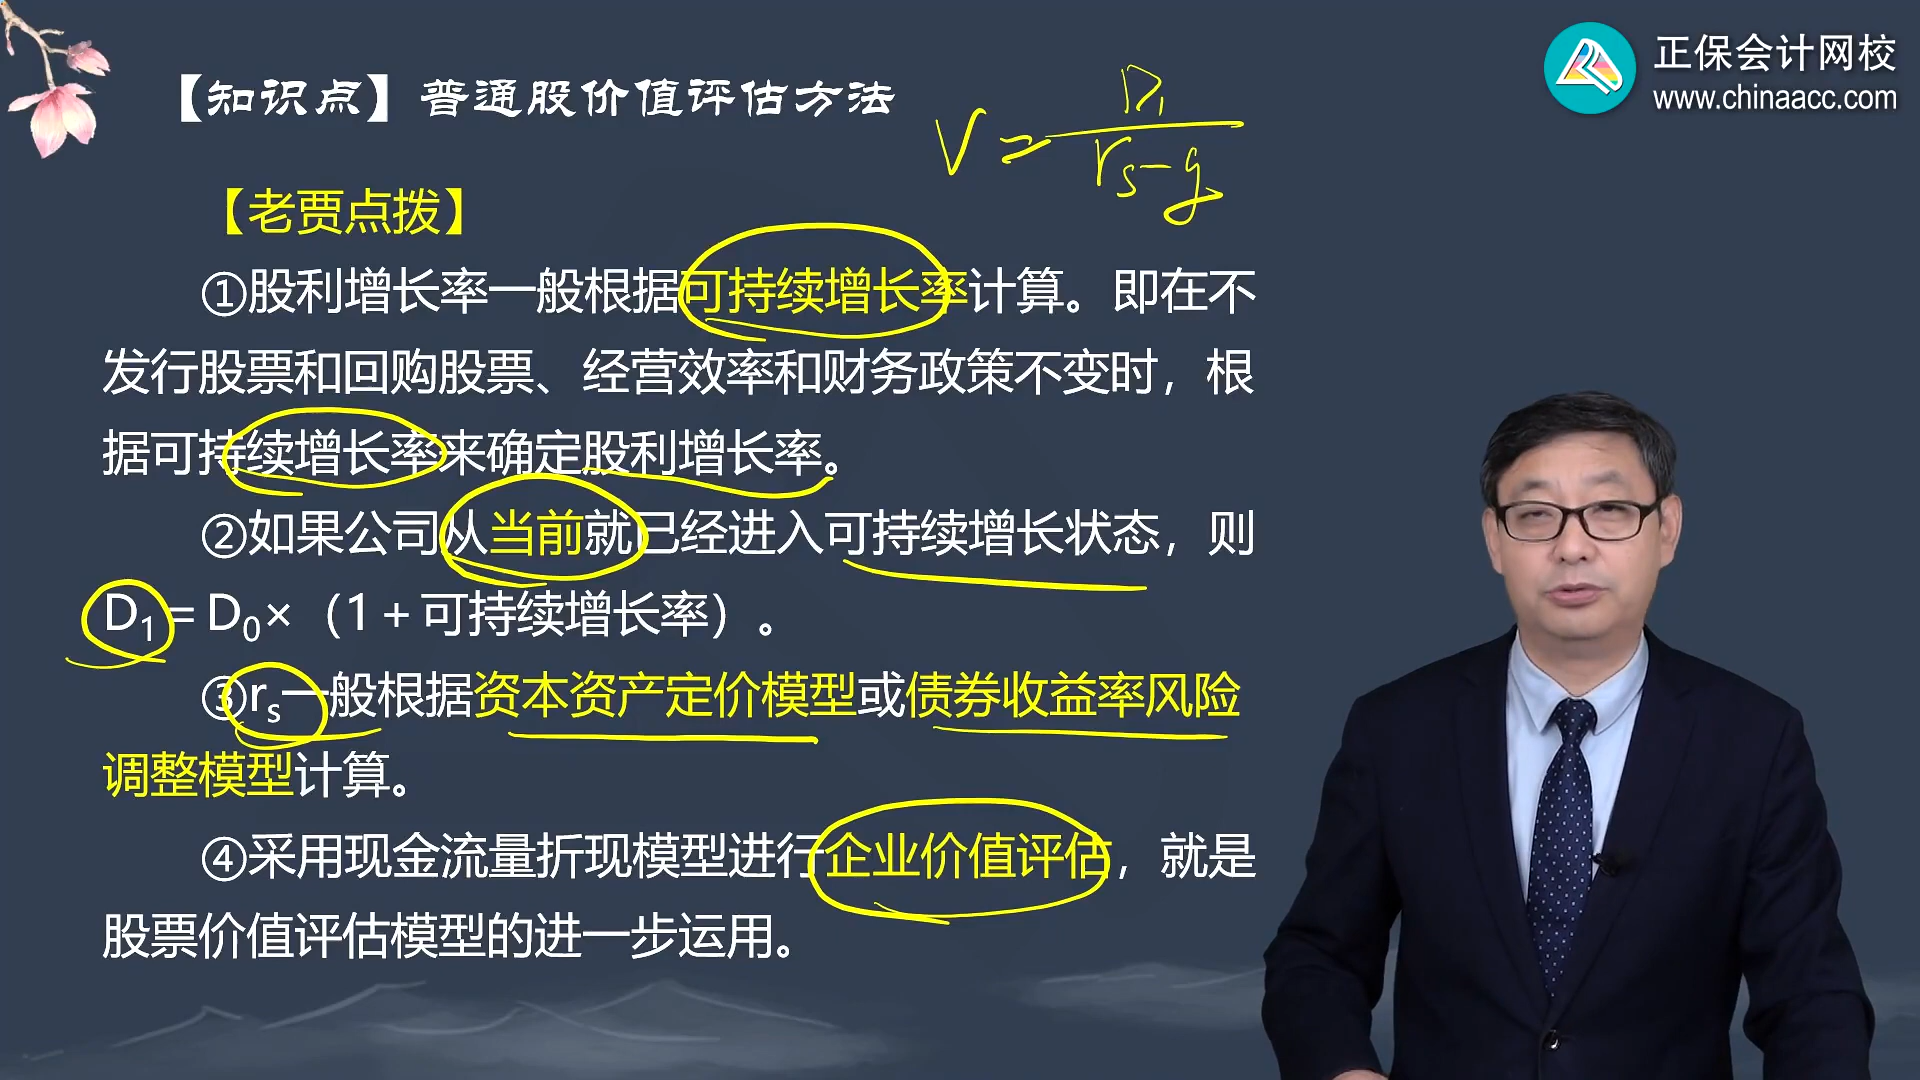 正保会计网校
www.chinaacc.com
【知识点】普通股价值评估方法
V = D₁ / (rs - g)
【老贾点拨】
①股利增长率一般根据可持续增长率计算。即在不
发行股票和回购股票、经营效率和财务政策不变时，根
据可持续增长率来确定股利增长率。
②如果公司从当前就已经进入可持续增长状态，则
D₁＝D₀×（1＋可持续增长率）。
③rs一般根据资本资产定价模型或债券收益率风险
调整模型计算。
④采用现金流量折现模型进行企业价值评估，就是
股票价值评估模型的进一步运用。